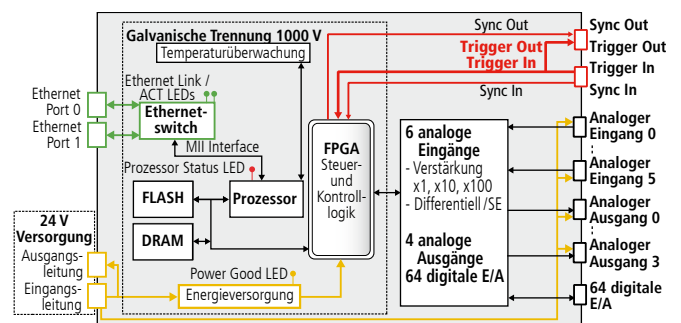 Galvanische Trennung 1000 V
Temperaturüberwachung
Ethernet Link /
ACT LEDs
Ethernet
Port 0
Ethernet
Port 1
Ethernet-
switch
MII Interface
Prozessor Status LED
FLASH
Prozessor
DRAM
24 V
Versorgung
Ausgangs-
leitung
Eingangs-
leitung
Power Good LED
Energieversorgung
FPGA
Steuer-
und
Kontroll-
logik
Sync Out
Trigger Out
Trigger In
Sync In
6 analoge
Eingänge
- Verstärkung
x1, x10, x100
- Differentiell/SE
4 analoge
Ausgänge
64 digitale E/A
Sync Out
Trigger Out
Trigger In
Sync In
Analoger
Eingang 0
Analoger
Eingang 5
Analoger
Ausgang 0
Analoger
Ausgang 3
64 digitale
E/A